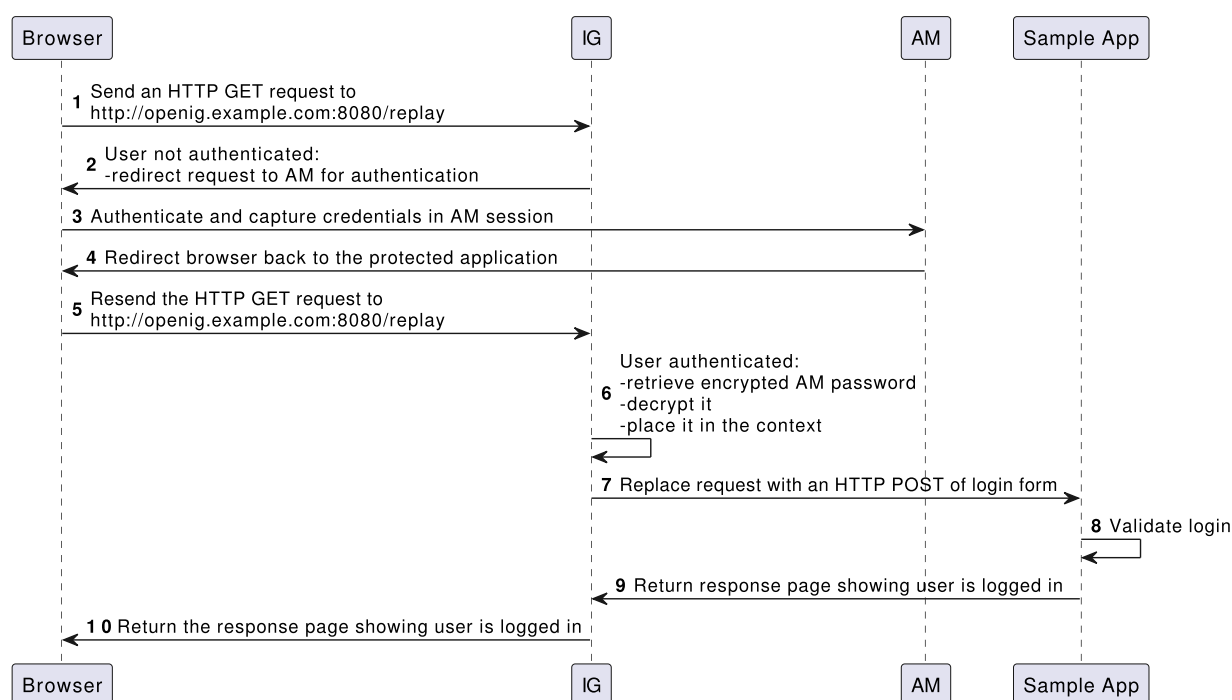 Browser
IG
AM
Sample App
1 Send an HTTP GET request to
http://openig.example.com:8080/replay
2 User not authenticated:
-redirect request to AM for authentication
3 Authenticate and capture credentials in AM session
4 Redirect browser back to the protected application
5 Resend the HTTP GET request to
http://openig.example.com:8080/replay
User authenticated:
6 -retrieve encrypted AM password
-decrypt it
-place it in the context
7 Replace request with an HTTP POST of login form
8 Validate login
9 Return response page showing user is logged in
10 Return the response page showing user is logged in
Browser
IG
AM
Sample App